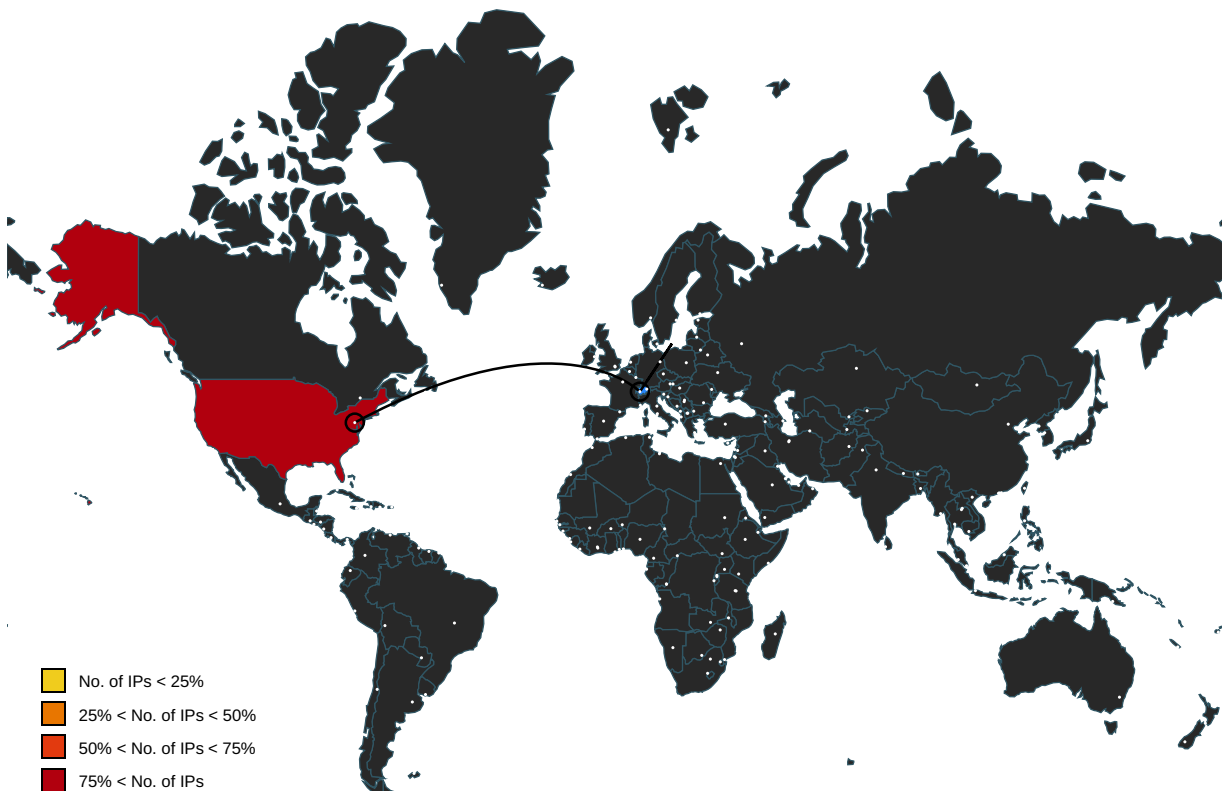 No. of IPs < 25%
25% < No. of IPs < 50%
50% < No. of IPs < 75%
75% < No. of IPs